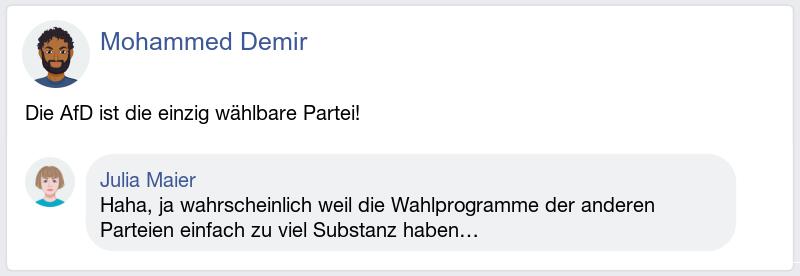 Mohammed Demir
Die AfD ist die einzig wählbare Partei!
Julia Maier
Haha, ja wahrscheinlich weil die Wahlprogramme der anderen
Parteien einfach zu viel Substanz haben…